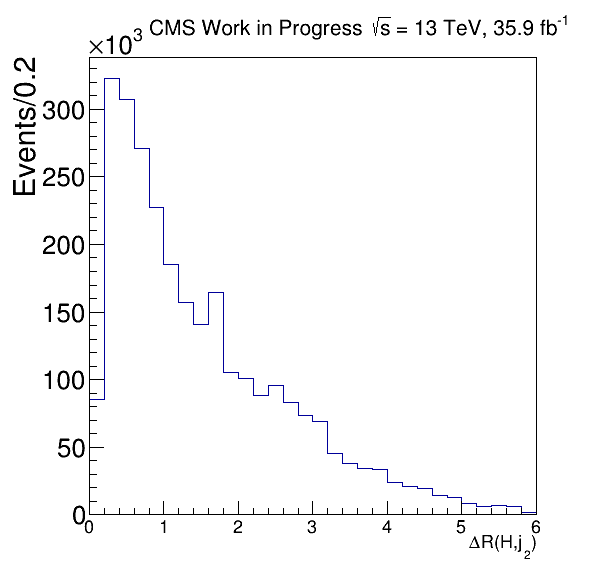 ×10³ CMS Work in Progress √s = 13 TeV, 35.9 fb⁻¹
Events/0.2
300
250
200
150
100
50
0
0 1 2 3 4 5 6
ΔR(H,j₂)